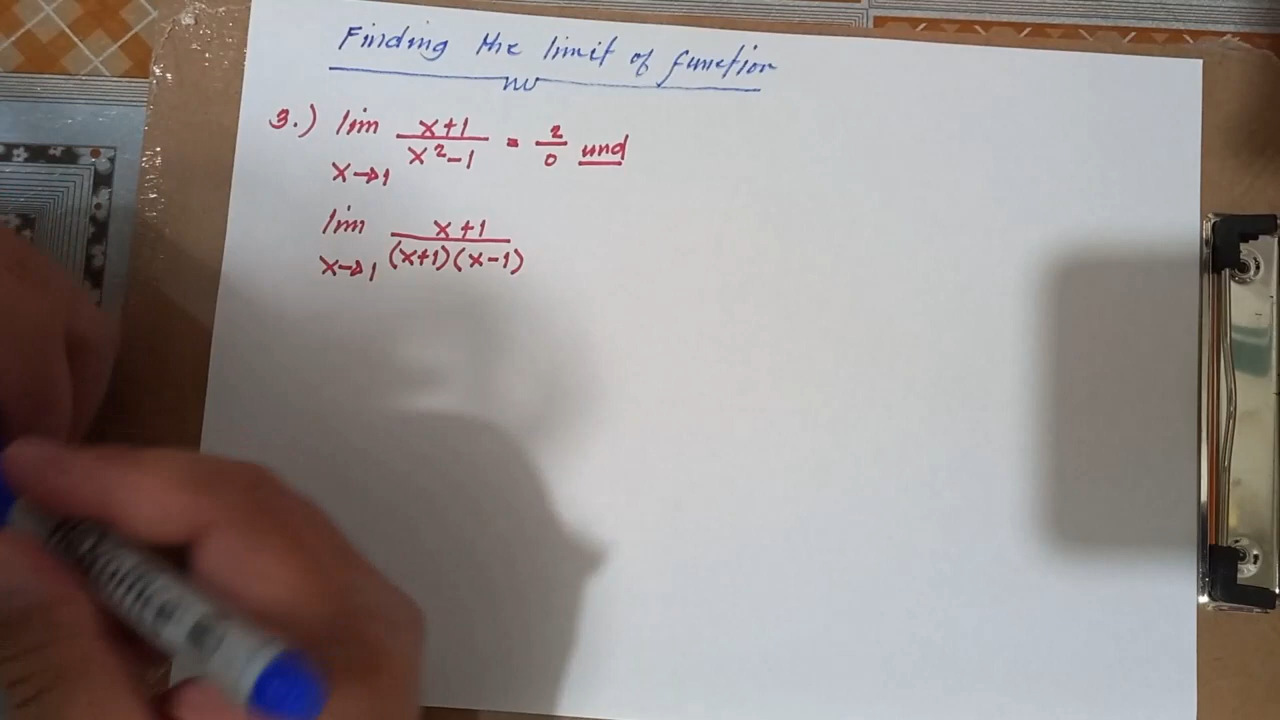 Finding the limit of function
3.) lim x+1 / x²-1 = 2/0 und
x→1
lim x+1 / (x+1)(x-1)
x→1